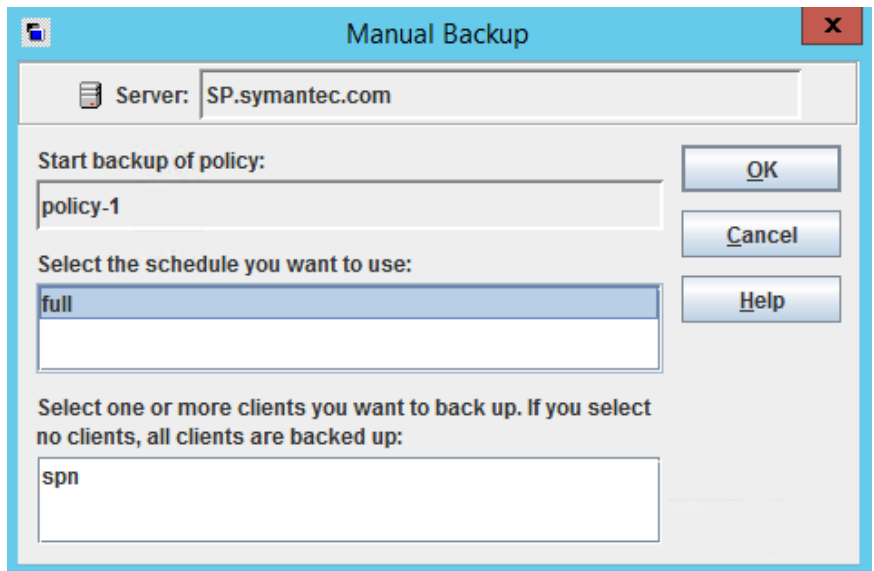 Manual Backup
x
Server: SP.symantec.com
Start backup of policy:
policy-1
OK
Cancel
Select the schedule you want to use:
full
Help
Select one or more clients you want to back up. If you select
no clients, all clients are backed up:
spn